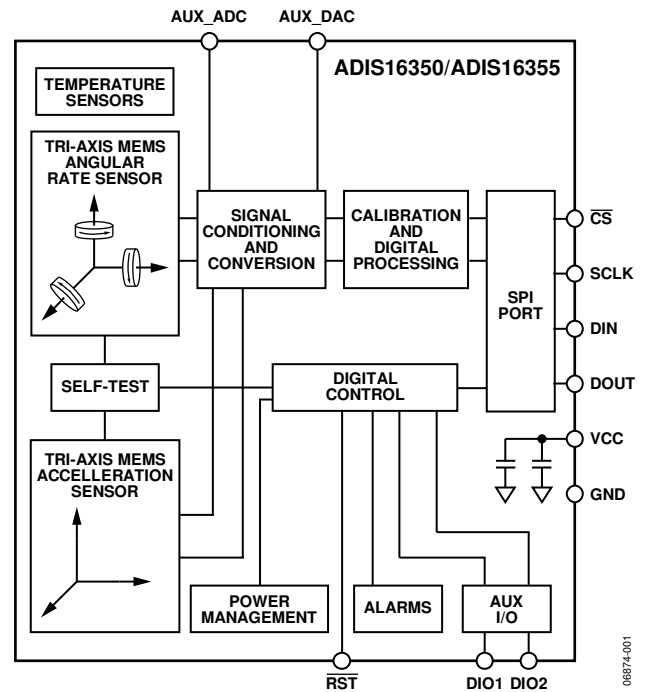 AUX_ADC
AUX_DAC
ADIS16350/ADIS16355
TEMPERATURE
SENSORS
TRI-AXIS MEMS
ANGULAR
RATE SENSOR
SIGNAL
CONDITIONING
AND
CONVERSION
CALIBRATION
AND
DIGITAL
PROCESSING
SPI
PORT
CS
SCLK
DIN
DOUT
VCC
GND
SELF-TEST
DIGITAL
CONTROL
TRI-AXIS MEMS
ACCELLERATION
SENSOR
POWER
MANAGEMENT
ALARMS
AUX
I/O
RST
DIO1
DIO2
06874-001